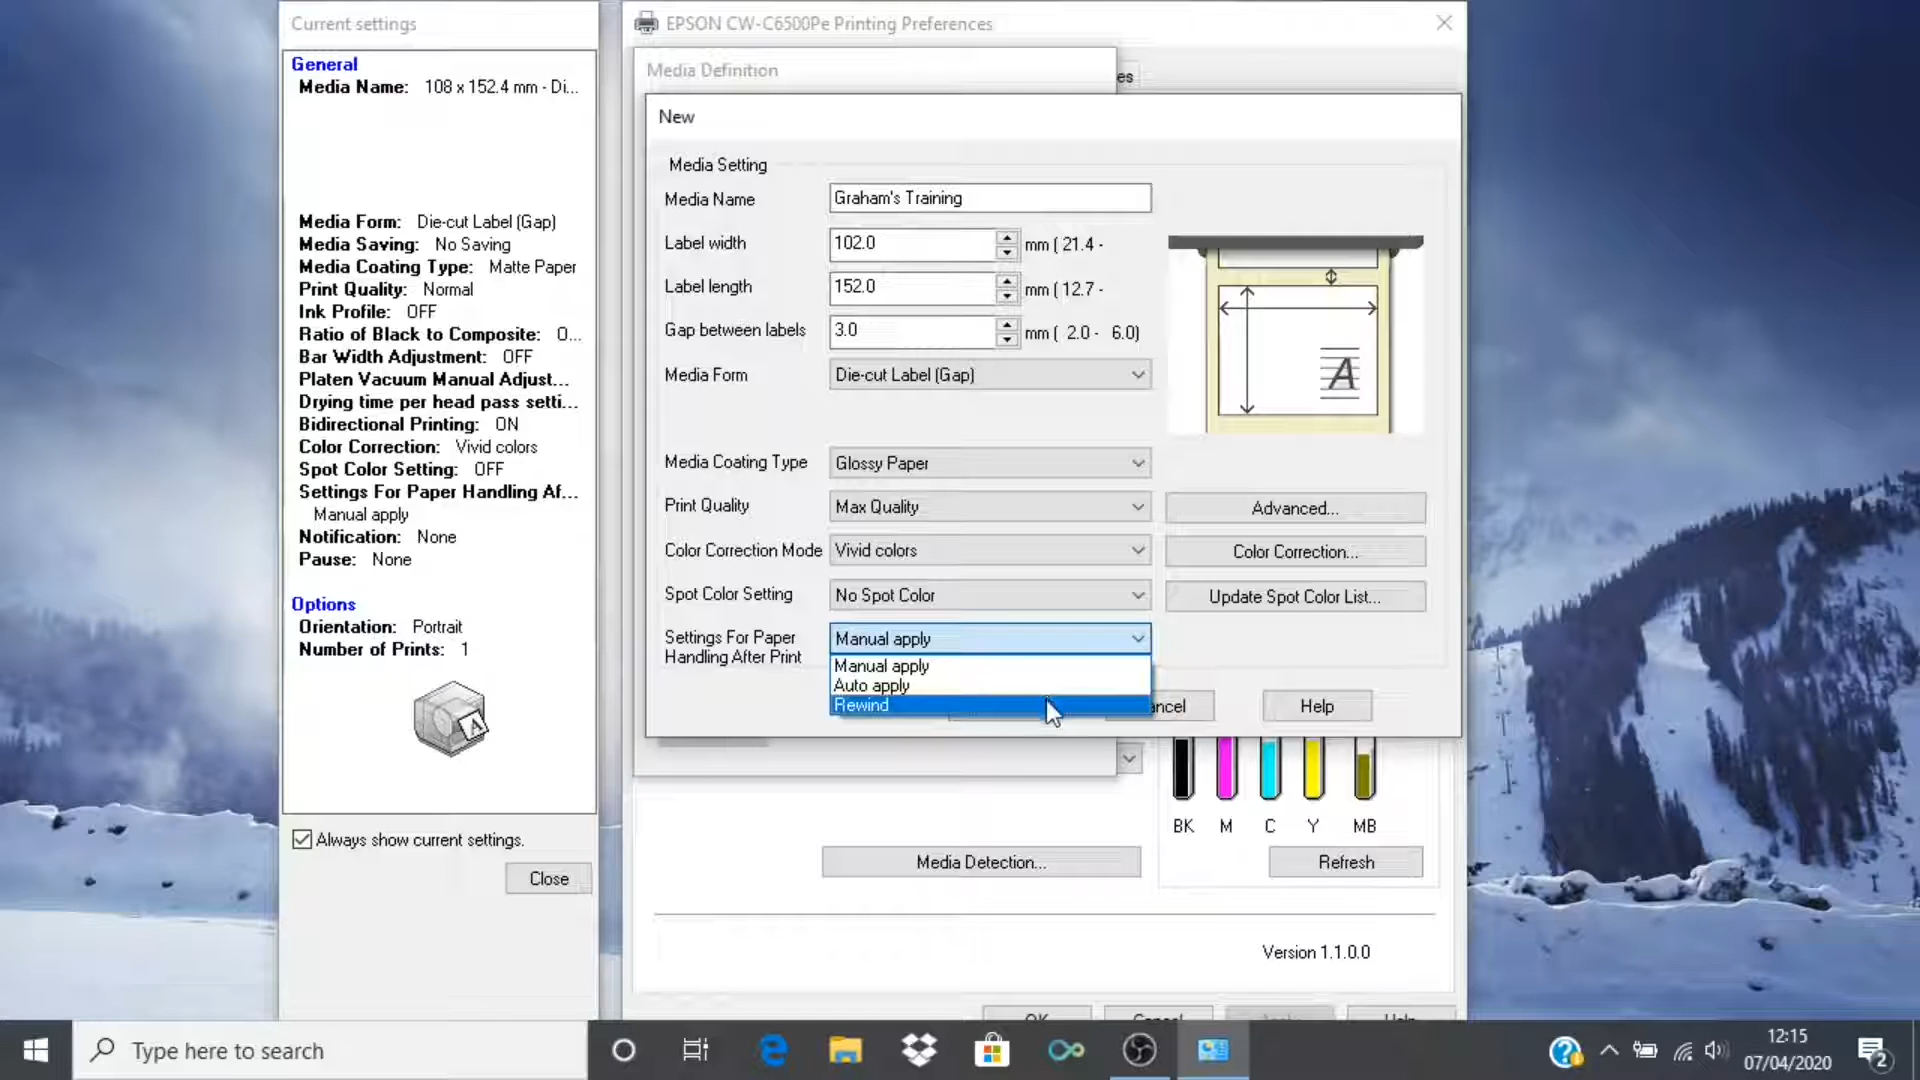 Current settings
General
Media Name: 108 x 152.4 mm - Di...
Media Form: Die-cut Label (Gap)
Media Saving: No Saving
Media Coating Type: Matte Paper
Print Quality: Normal
Ink Profile: OFF
Ratio of Black to Composite: O...
Bar Width Adjustment: OFF
Platen Vacuum Manual Adjust...
Drying time per head pass setti...
Bidirectional Printing: ON
Color Correction: Vivid colors
Spot Color Setting: OFF
Settings For Paper Handling Af...
Manual apply
Notification: None
Pause: None
Options
Orientation: Portrait
Number of Prints: 1
A
Always show current settings.
Close
EPSON CW-C6500Pe Printing Preferences
Media Definition
es
New
Media Setting
Media Name Graham's Training
Label width 102.0 mm ( 21.4 -
Label length 152.0 mm ( 12.7 -
Gap between labels 3.0 mm ( 2.0 - 6.0)
Media Form Die-cut Label (Gap)
A
Media Coating Type Glossy Paper
Print Quality Max Quality Advanced...
Color Correction Mode Vivid colors Color Correction...
Spot Color Setting No Spot Color Update Spot Color List...
Settings For Paper Handling After Print Manual apply
Manual apply
Auto apply
Rewind
ancel Help
BK M C Y MB
Media Detection... Refresh
Version 1.1.0.0
OK Cancel Help
Type here to search
12:15
07/04/2020
2